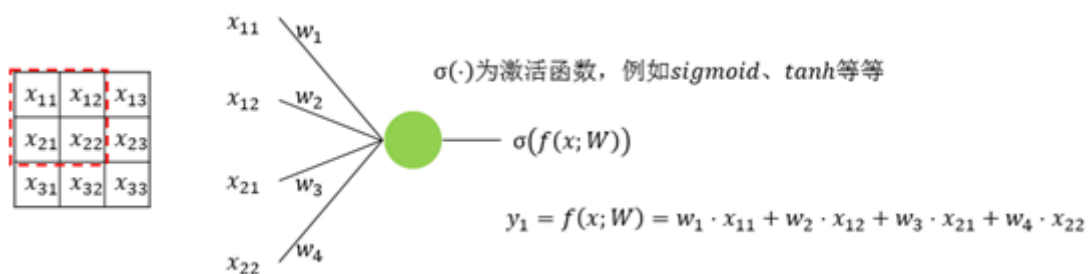 x₁₁ x₁₂ x₁₃
x₂₁ x₂₂ x₂₃
x₃₁ x₃₂ x₃₃
x₁₁ w₁
x₁₂ w₂
x₂₁ w₃
x₂₂ w₄
σ(·)为激活函数，例如sigmoid、tanh等等
σ(f(x;W))
y₁ = f(x;W) = w₁ · x₁₁ + w₂ · x₁₂ + w₃ · x₂₁ + w₄ · x₂₂